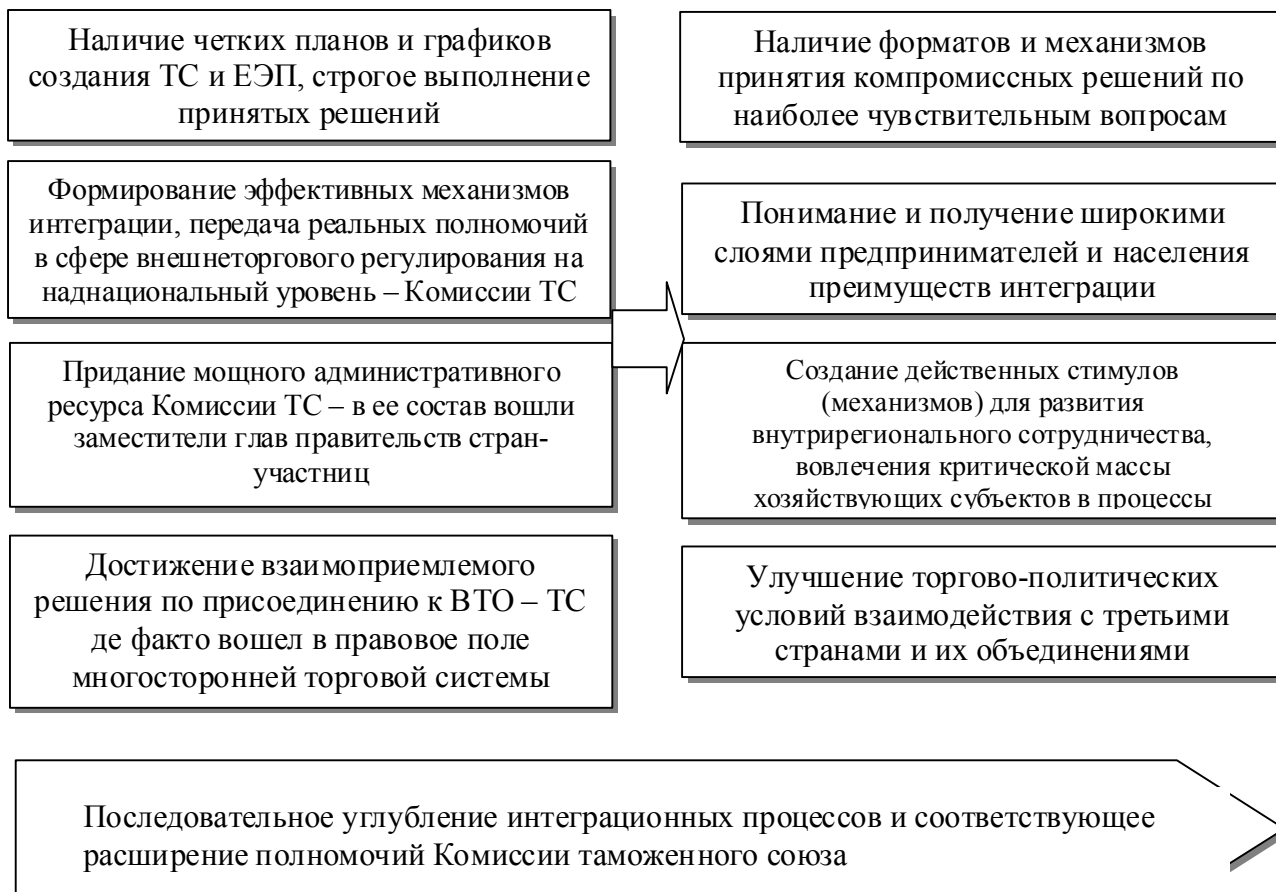 Наличие четких планов и графиков
создания ТС и ЕЭП, строгое выполнение
принятых решений
Формирование эффективных механизмов
интеграции, передача реальных полномочий
в сфере внешнеторгового регулирования на
наднациональный уровень – Комиссии ТС
Придание мощного административного
ресурса Комиссии ТС – в ее состав вошли
заместители глав правительств стран-
участниц
Достижение взаимоприемлемого
решения по присоединению к ВТО – ТС
де факто вошел в правовое поле
многосторонней торговой системы
Наличие форматов и механизмов
принятия компромиссных решений по
наиболее чувствительным вопросам
Понимание и получение широкими
слоями предпринимателей и населения
преимуществ интеграции
Создание действенных стимулов
(механизмов) для развития
внутрирегионального сотрудничества,
вовлечения критической массы
хозяйствующих субъектов в процессы
Улучшение торгово-политических
условий взаимодействия с третьими
странами и их объединениями
Последовательное углубление интеграционных процессов и соответствующее
расширение полномочий Комиссии таможенного союза